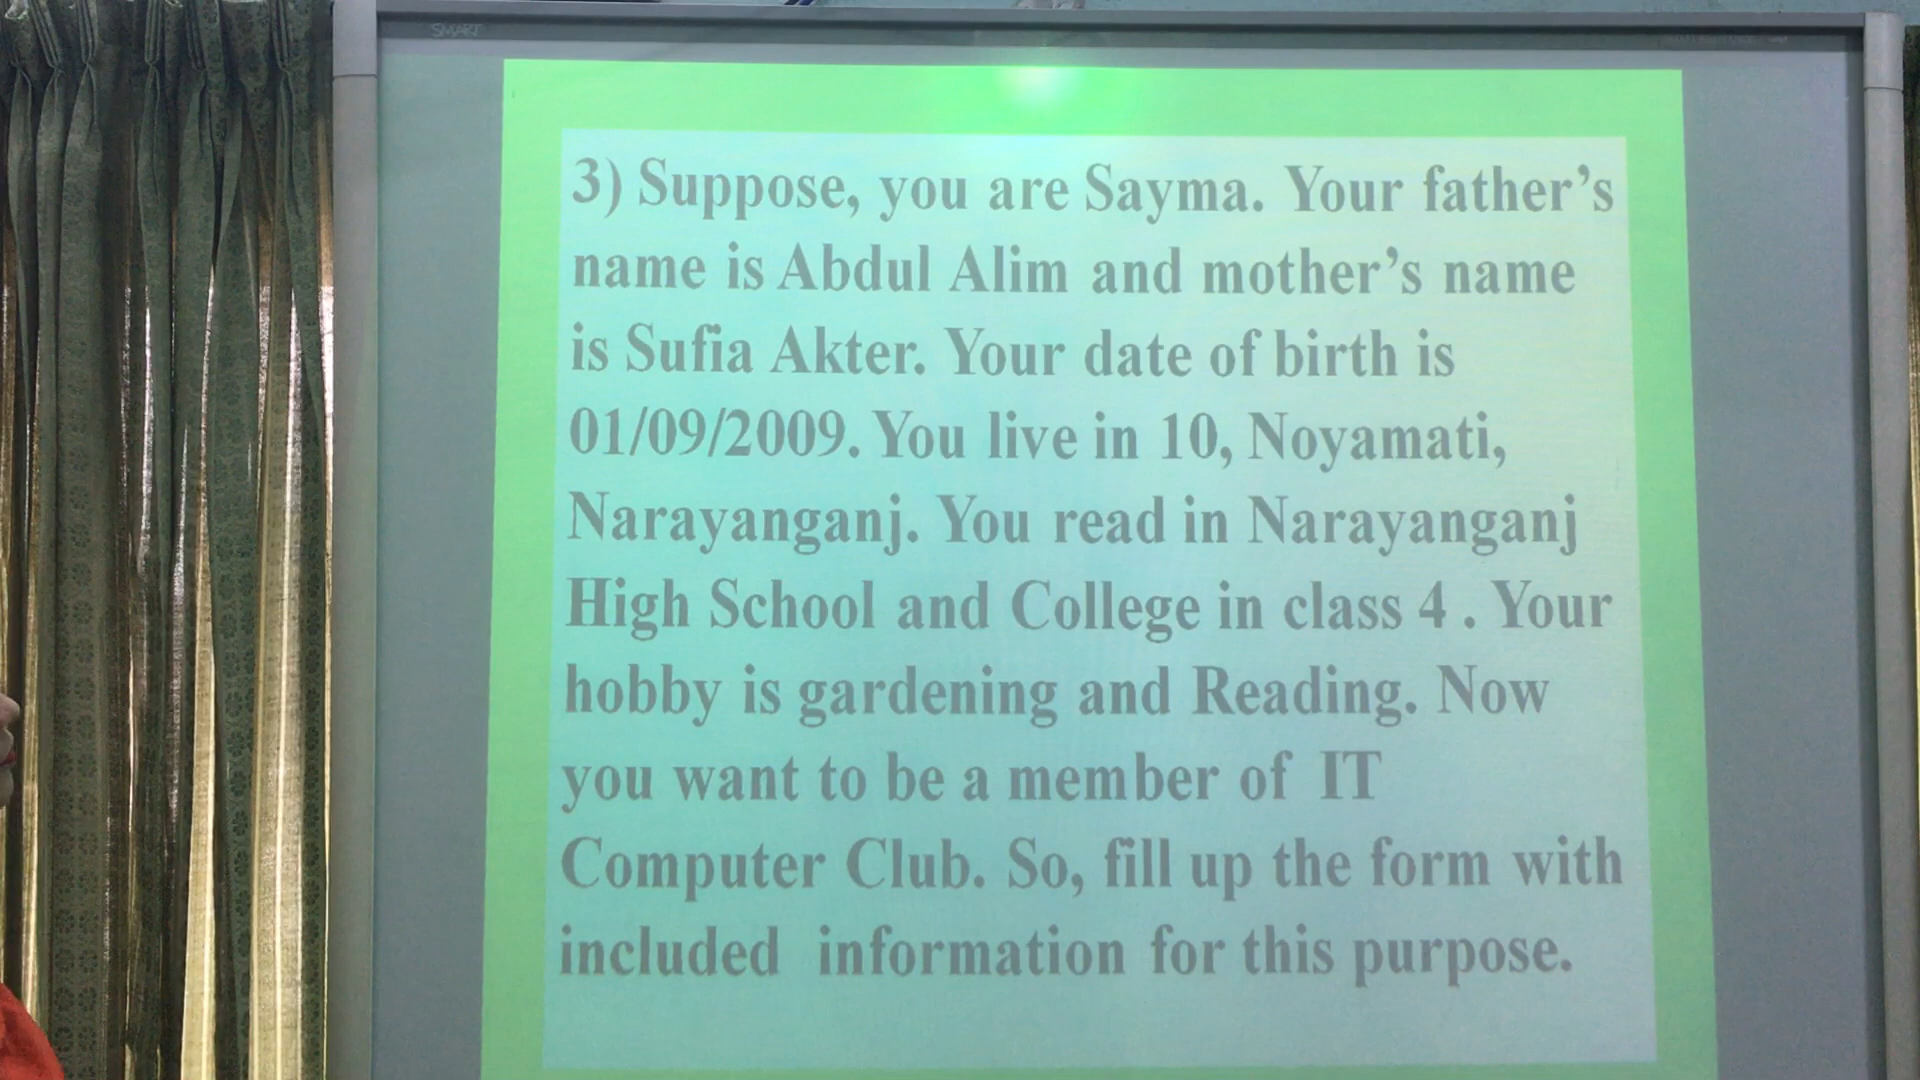 SMART
3) Suppose, you are Sayma. Your father’s
name is Abdul Alim and mother’s name
is Sufia Akter. Your date of birth is
01/09/2009. You live in 10, Noyamati,
Narayanganj. You read in Narayanganj
High School and College in class 4 . Your
hobby is gardening and Reading. Now
you want to be a member of IT
Computer Club. So, fill up the form with
included information for this purpose.